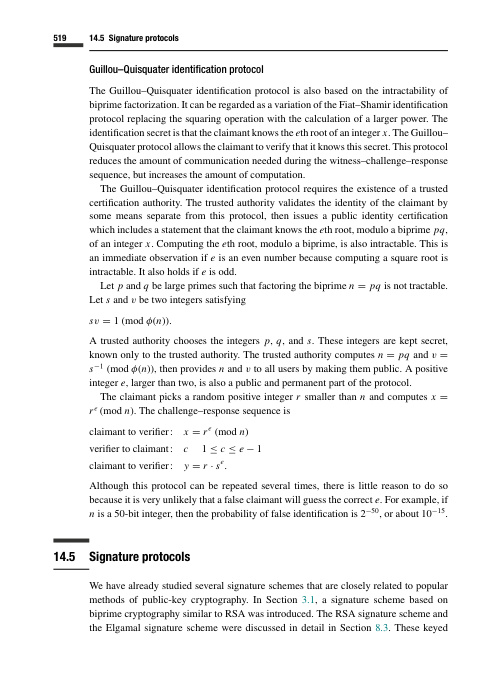 519 14.5 Signature protocols
Guillou–Quisquater identification protocol
The Guillou–Quisquater identification protocol is also based on the intractability of
biprime factorization. It can be regarded as a variation of the Fiat–Shamir identification
protocol replacing the squaring operation with the calculation of a larger power. The
identification secret is that the claimant knows the eth root of an integer x. The Guillou–
Quisquater protocol allows the claimant to verify that it knows this secret. This protocol
reduces the amount of communication needed during the witness–challenge–response
sequence, but increases the amount of computation.
The Guillou–Quisquater identification protocol requires the existence of a trusted
certification authority. The trusted authority validates the identity of the claimant by
some means separate from this protocol, then issues a public identity certification
which includes a statement that the claimant knows the eth root, modulo a biprime pq,
of an integer x. Computing the eth root, modulo a biprime, is also intractable. This is
an immediate observation if e is an even number because computing a square root is
intractable. It also holds if e is odd.
Let p and q be large primes such that factoring the biprime n = pq is not tractable.
Let s and v be two integers satisfying
sv = 1 (mod ϕ(n)).
A trusted authority chooses the integers p, q, and s. These integers are kept secret,
known only to the trusted authority. The trusted authority computes n = pq and v =
s⁻¹ (mod ϕ(n)), then provides n and v to all users by making them public. A positive
integer e, larger than two, is also a public and permanent part of the protocol.
The claimant picks a random positive integer r smaller than n and computes x =
rᵉ (mod n). The challenge–response sequence is
claimant to verifier: x = rᵉ (mod n)
verifier to claimant: c 1 ≤ c ≤ e − 1
claimant to verifier: y = r · sᵉ.
Although this protocol can be repeated several times, there is little reason to do so
because it is very unlikely that a false claimant will guess the correct e. For example, if
n is a 50-bit integer, then the probability of false identification is 2⁻⁵⁰, or about 10⁻¹⁵.
14.5 Signature protocols
We have already studied several signature schemes that are closely related to popular
methods of public-key cryptography. In Section 3.1, a signature scheme based on
biprime cryptography similar to RSA was introduced. The RSA signature scheme and
the Elgamal signature scheme were discussed in detail in Section 8.3. These keyed